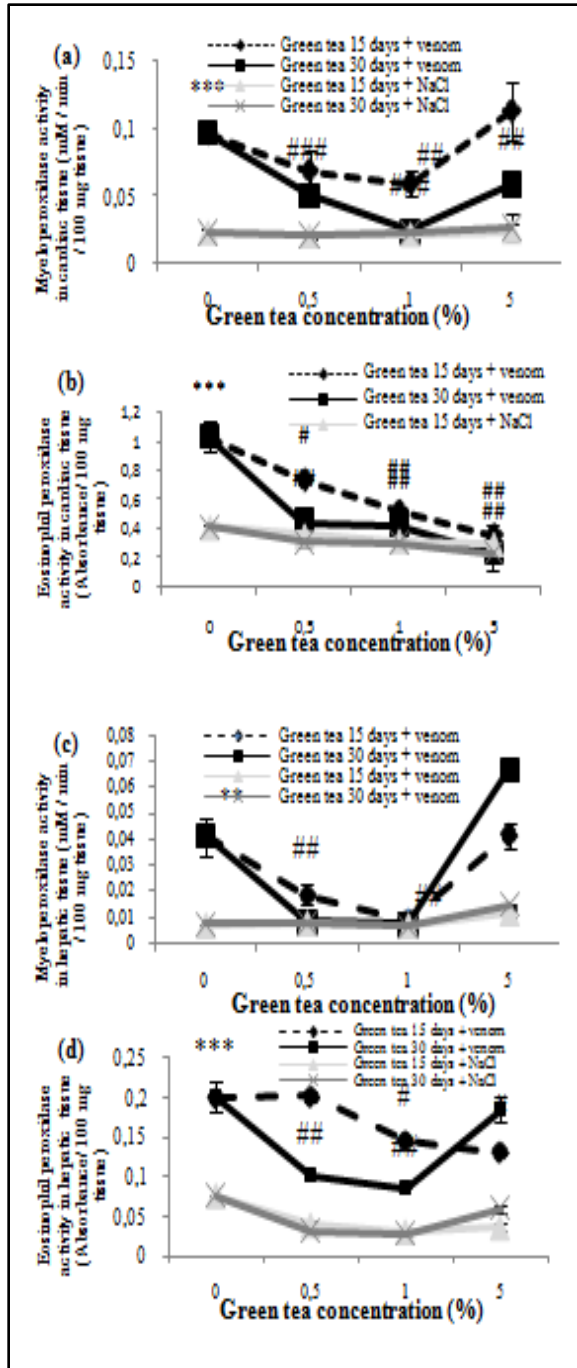 (a)
Green tea 15 days + venom
Green tea 30 days + venom
Green tea 15 days + NaCl
Green tea 30 days + NaCl
Myeloperoxidase activity
in cardiac tissue (mM / min
/ 100 mg tissue)
0,15
0,1
0,05
0
***
###
##
##
0
0,5
1
5
Green tea concentration (%)
(b)
Green tea 15 days + venom
Green tea 30 days + venom
Green tea 15 days + NaCl
Eosinophil peroxidase
activity in cardiac tissue
(Absorbance/ 100 mg
tissue)
1,2
1
0,8
0,6
0,4
0,2
0
***
#
##
##
##
##
##
0
0,5
1
5
Green tea concentration (%)
(c)
Green tea 15 days + venom
Green tea 30 days + venom
Green tea 15 days + venom
Green tea 30 days + venom
Myeloperoxidase activity
in hepatic tissue (mM / min
/ 100 mg tissue)
0,08
0,07
0,06
0,05
0,04
0,03
0,02
0,01
0
**
##
0
0,5
1
5
Green tea concentration (%)
(d)
Green tea 15 days + venom
Green tea 30 days + venom
Green tea 15 days + NaCl
Green tea 30 days + NaCl
Eosinophil peroxidase
activity in hepatic tissue
(Absorbance/ 100 mg
tissue)
0,25
0,2
0,15
0,1
0,05
0
***
##
#
0
0,5
1
5
Green tea concentration (%)